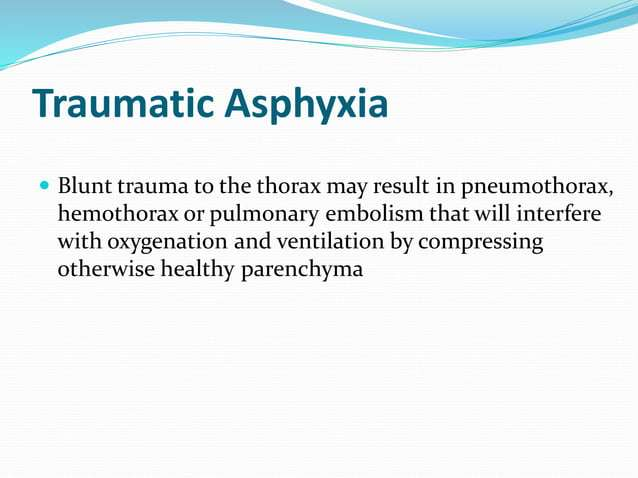 Traumatic Asphyxia
• Blunt trauma to the thorax may result in pneumothorax,
hemothorax or pulmonary embolism that will interfere
with oxygenation and ventilation by compressing
otherwise healthy parenchyma